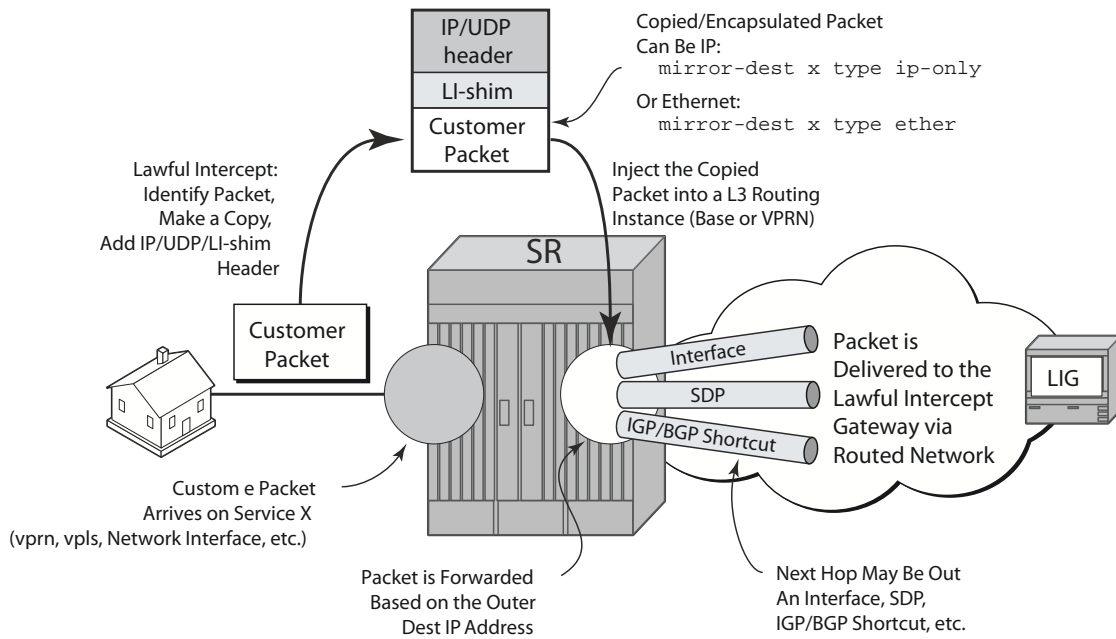 IP/UDP
header
LI-shim
Customer
Packet
Copied/Encapsulated Packet
Can Be IP:
mirror-dest x type ip-only
Or Ethernet:
mirror-dest x type ether
Lawful Intercept:
Identify Packet,
Make a Copy,
Add IP/UDP/LI-shim
Header
Inject the Copied
Packet into a L3 Routing
Instance (Base or VPRN)
SR
Customer
Packet
Interface
SDP
IGP/BGP Shortcut
Packet is
Delivered to the
Lawful Intercept
Gateway via
Routed Network
LIG
Custom e Packet
Arrives on Service X
(vprn, vpls, Network Interface, etc.)
Packet is Forwarded
Based on the Outer
Dest IP Address
Next Hop May Be Out
An Interface, SDP,
IGP/BGP Shortcut, etc.